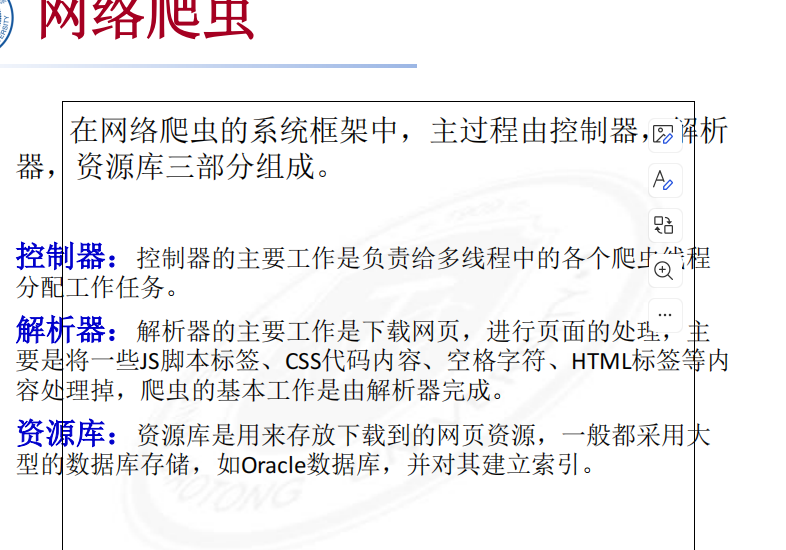 网络爬虫
在网络爬虫的系统框架中，主过程由控制器，解析
器，资源库三部分组成。
控制器：控制器的主要工作是负责给多线程中的各个爬虫线程
分配工作任务。
解析器：解析器的主要工作是下载网页，进行页面的处理，主
要是将一些JS脚本标签、CSS代码内容、空格字符、HTML标签等内
容处理掉，爬虫的基本工作是由解析器完成。
资源库：资源库是用来存放下载到的网页资源，一般都采用大
型的数据库存储，如Oracle数据库，并对其建立索引。